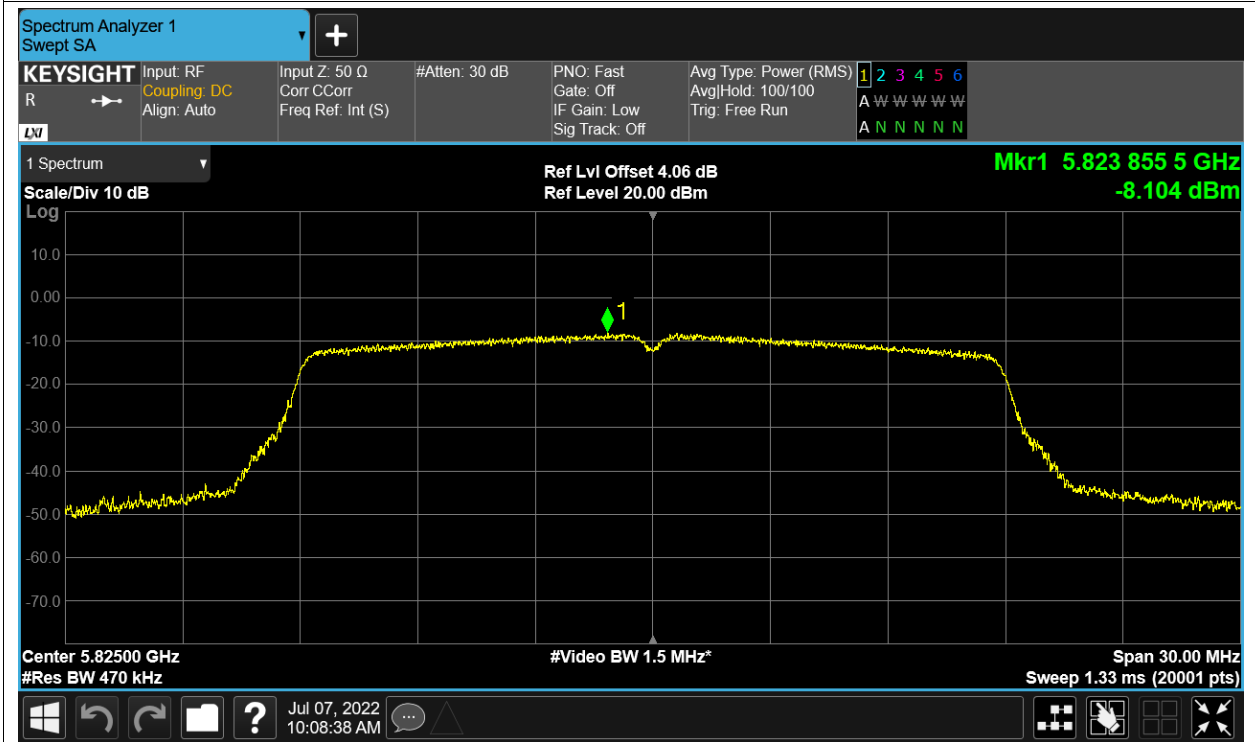 Spectrum Analyzer 1
Swept SA
KEYSIGHT
R
LXI
Input: RF
Coupling: DC
Align: Auto
Input Z: 50 Ω
Corr CCorr
Freq Ref: Int (S)
#Atten: 30 dB
PNO: Fast
Gate: Off
IF Gain: Low
Sig Track: Off
Avg Type: Power (RMS)
Avg|Hold: 100/100
Trig: Free Run
1 2 3 4 5 6
A W W W W W
A N N N N N
1 Spectrum
Scale/Div 10 dB
Log
Ref Lvl Offset 4.06 dB
Ref Level 20.00 dBm
Mkr1 5.823 855 5 GHz
-8.104 dBm
10.0
0.00
-10.0
-20.0
-30.0
-40.0
-50.0
-60.0
-70.0
1
Center 5.82500 GHz
#Res BW 470 kHz
#Video BW 1.5 MHz*
Span 30.00 MHz
Sweep 1.33 ms (20001 pts)
?
Jul 07, 2022
10:08:38 AM